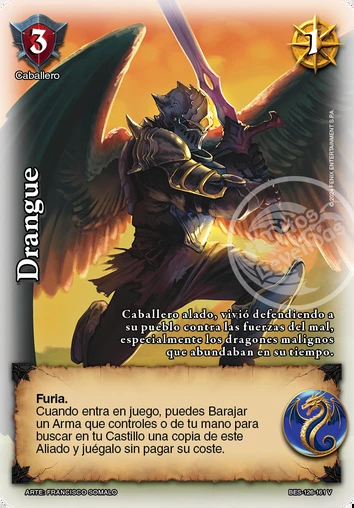 3
Caballero
1
Drangue
Caballero alado, vivió defendiendo a
su pueblo contra las fuerzas del mal,
especialmente los dragones malignos
que abundaban en su tiempo.
Furia.
Cuando entra en juego, puedes Barajar
un Arma que controles o de tu mano para
buscar en tu Castillo una copia de este
Aliado y juégalo sin pagar su coste.
ARTE: FRANCISCO SOMALO
BES-126-161 V